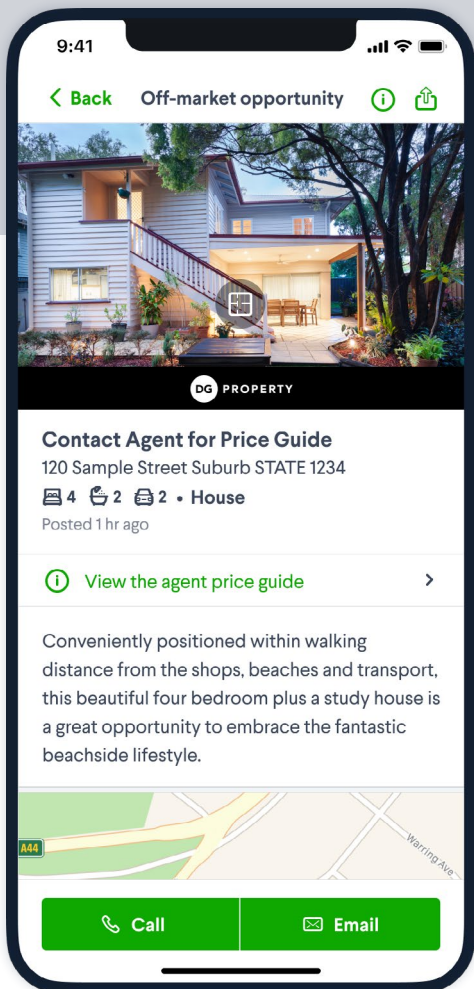 9:41
Back Off-market opportunity
DG PROPERTY
Contact Agent for Price Guide
120 Sample Street Suburb STATE 1234
4 2 2 • House
Posted 1 hr ago
View the agent price guide
Conveniently positioned within walking
distance from the shops, beaches and transport,
this beautiful four bedroom plus a study house is
a great opportunity to embrace the fantastic
beachside lifestyle.
A44
Warring Ave
Call Email